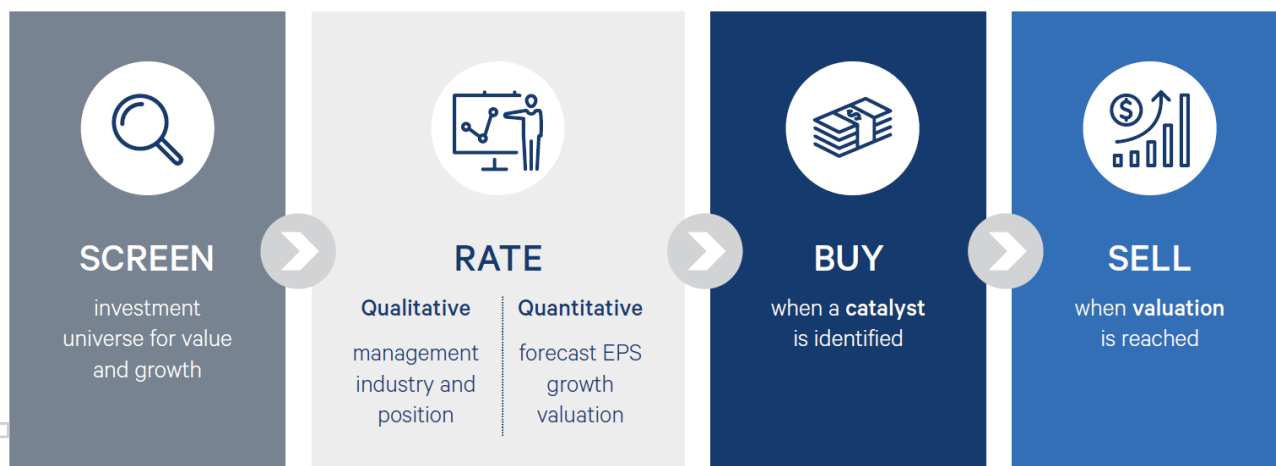 SCREEN
investment
universe for value
and growth
RATE
Qualitative
management
industry and
position
Quantitative
forecast EPS
growth
valuation
BUY
when a catalyst
is identified
SELL
when valuation
is reached